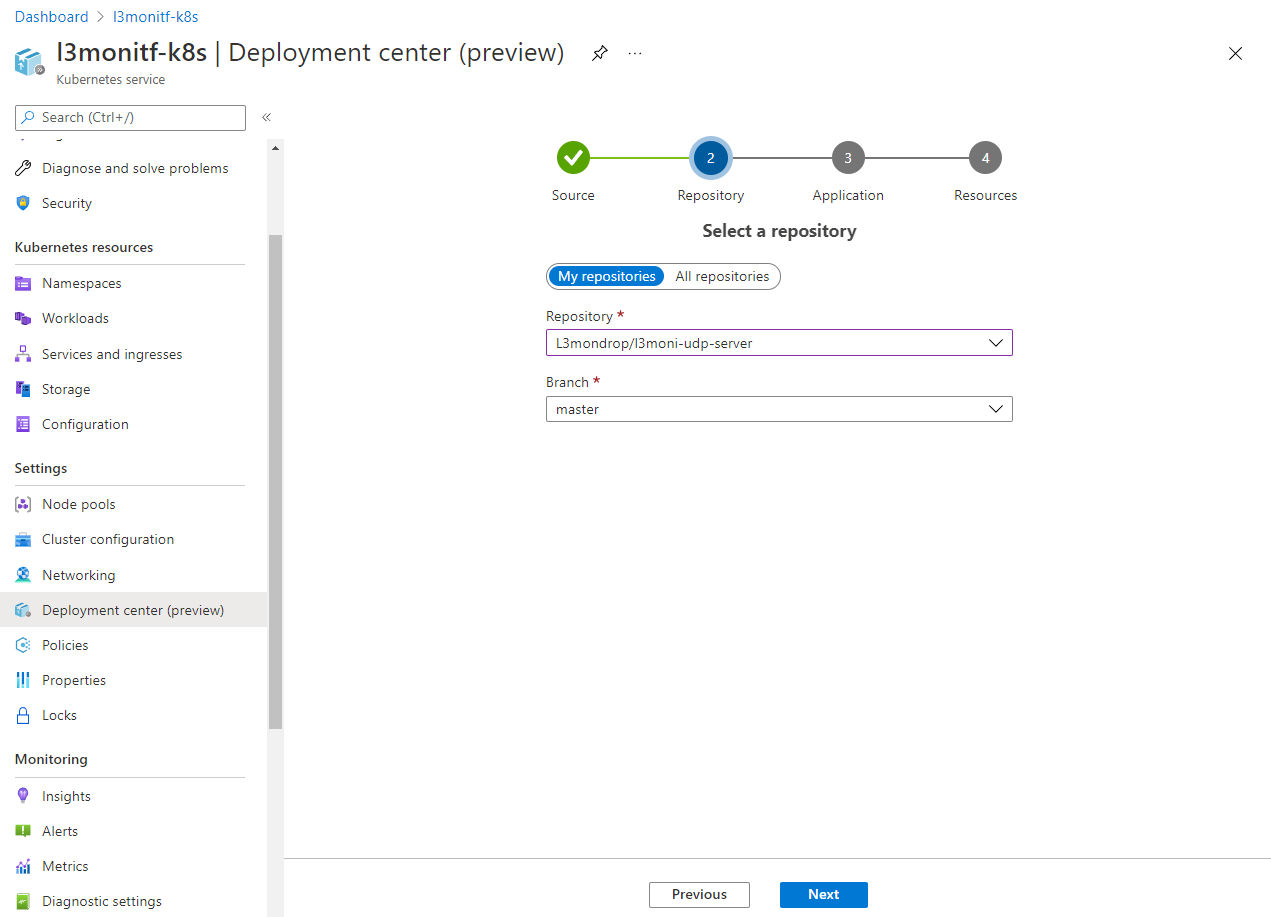 Dashboard > l3monitf-k8s
l3monitf-k8s | Deployment center (preview)
Kubernetes service
Search (Ctrl+/)
Diagnose and solve problems
Security
Kubernetes resources
Namespaces
Workloads
Services and ingresses
Storage
Configuration
Settings
Node pools
Cluster configuration
Networking
Deployment center (preview)
Policies
Properties
Locks
Monitoring
Insights
Alerts
Metrics
Diagnostic settings
2 3 4
Source Repository Application Resources
Select a repository
My repositories All repositories
Repository *
L3mondrop/l3moni-udp-server
Branch *
master
Previous Next